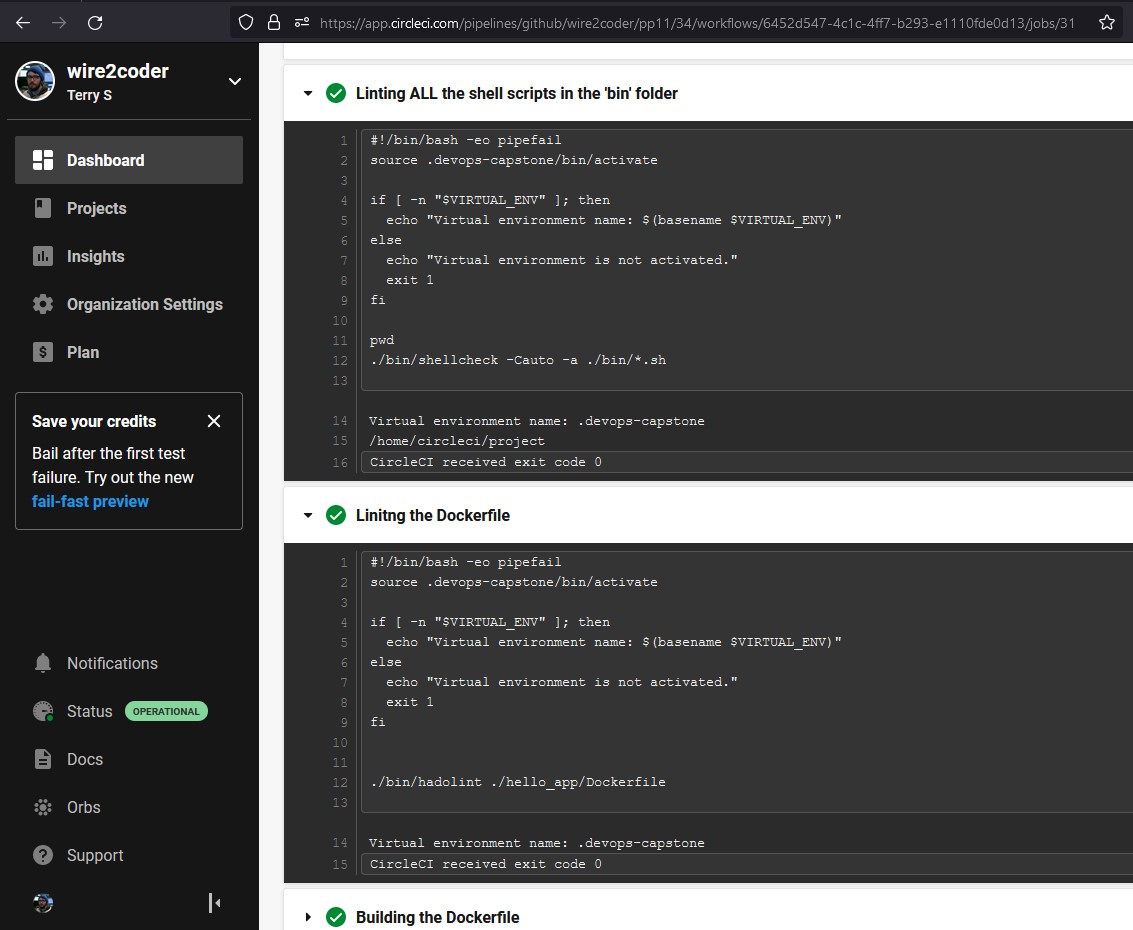 https://app.circleci.com/pipelines/github/wire2coder/pp11/34/workflows/6452d547-4c1c-4ff7-b293-e1110fde0d13/jobs/31
wire2coder
Terry S
Dashboard
Projects
Insights
Organization Settings
Plan
Save your credits
Bail after the first test
failure. Try out the new
fail-fast preview
Notifications
Status OPERATIONAL
Docs
Orbs
Support
Linting ALL the shell scripts in the 'bin' folder
1 #!/bin/bash -eo pipefail
2 source .devops-capstone/bin/activate
3
4 if [ -n "$VIRTUAL_ENV" ]; then
5   echo "Virtual environment name: $(basename $VIRTUAL_ENV)"
6 else
7   echo "Virtual environment is not activated."
8   exit 1
9 fi
10
11 pwd
12 ./bin/shellcheck -Cauto -a ./bin/*.sh
13
14 Virtual environment name: .devops-capstone
15 /home/circleci/project
16 CircleCI received exit code 0
Linitng the Dockerfile
1 #!/bin/bash -eo pipefail
2 source .devops-capstone/bin/activate
3
4 if [ -n "$VIRTUAL_ENV" ]; then
5   echo "Virtual environment name: $(basename $VIRTUAL_ENV)"
6 else
7   echo "Virtual environment is not activated."
8   exit 1
9 fi
10
11
12 ./bin/hadolint ./hello_app/Dockerfile
13
14 Virtual environment name: .devops-capstone
15 CircleCI received exit code 0
Building the Dockerfile